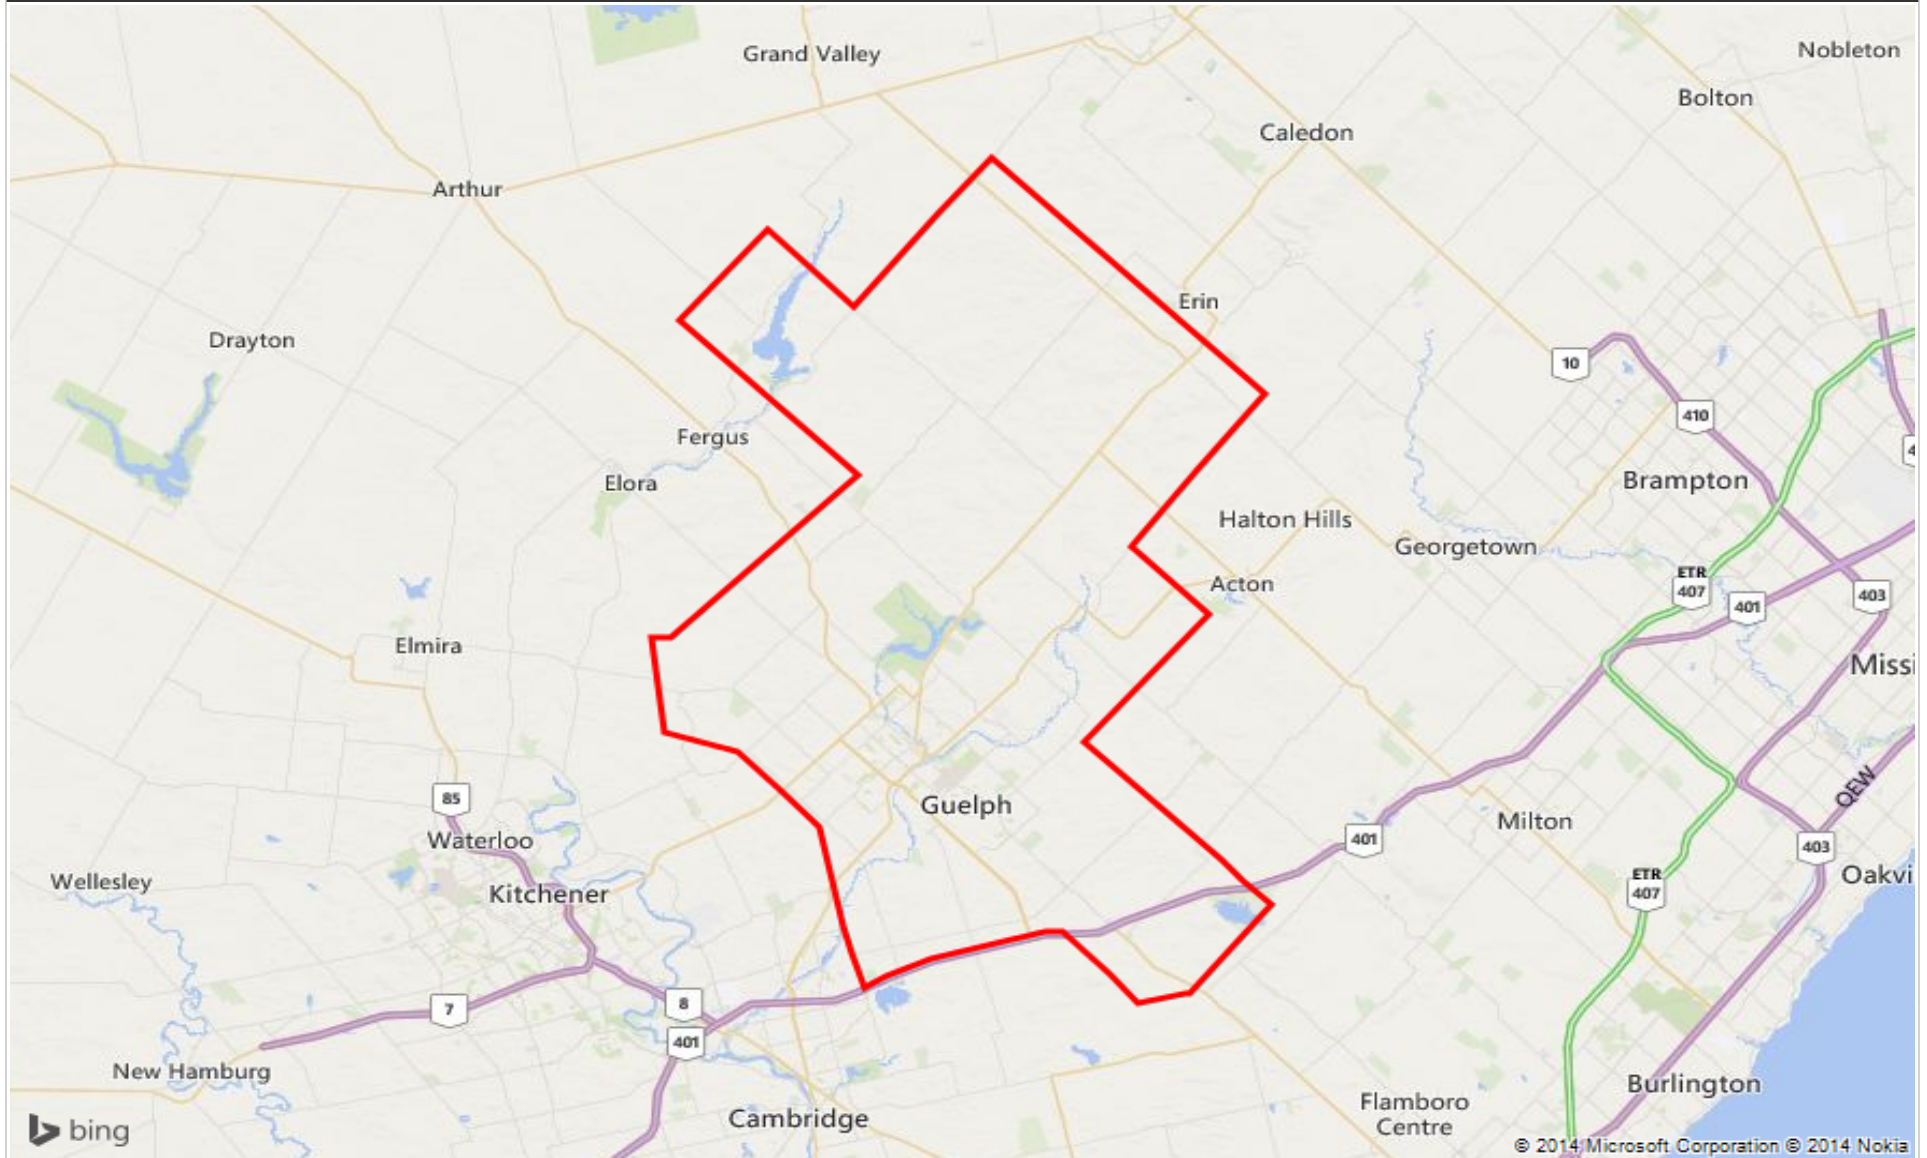 Grand Valley
Nobleton
Bolton
Caledon
Arthur
Erin
Drayton
10
410
4
Fergus
Elora
Brampton
Halton Hills
Georgetown
Acton
ETR
407
401
403
Elmira
Missi
QEW
85
Guelph
Waterloo
401
Milton
403
Wellesley
Kitchener
ETR
407
Oakvi
7
8
401
New Hamburg
Burlington
Cambridge
Flamboro
Centre
bing
© 2014 Microsoft Corporation © 2014 Nokia